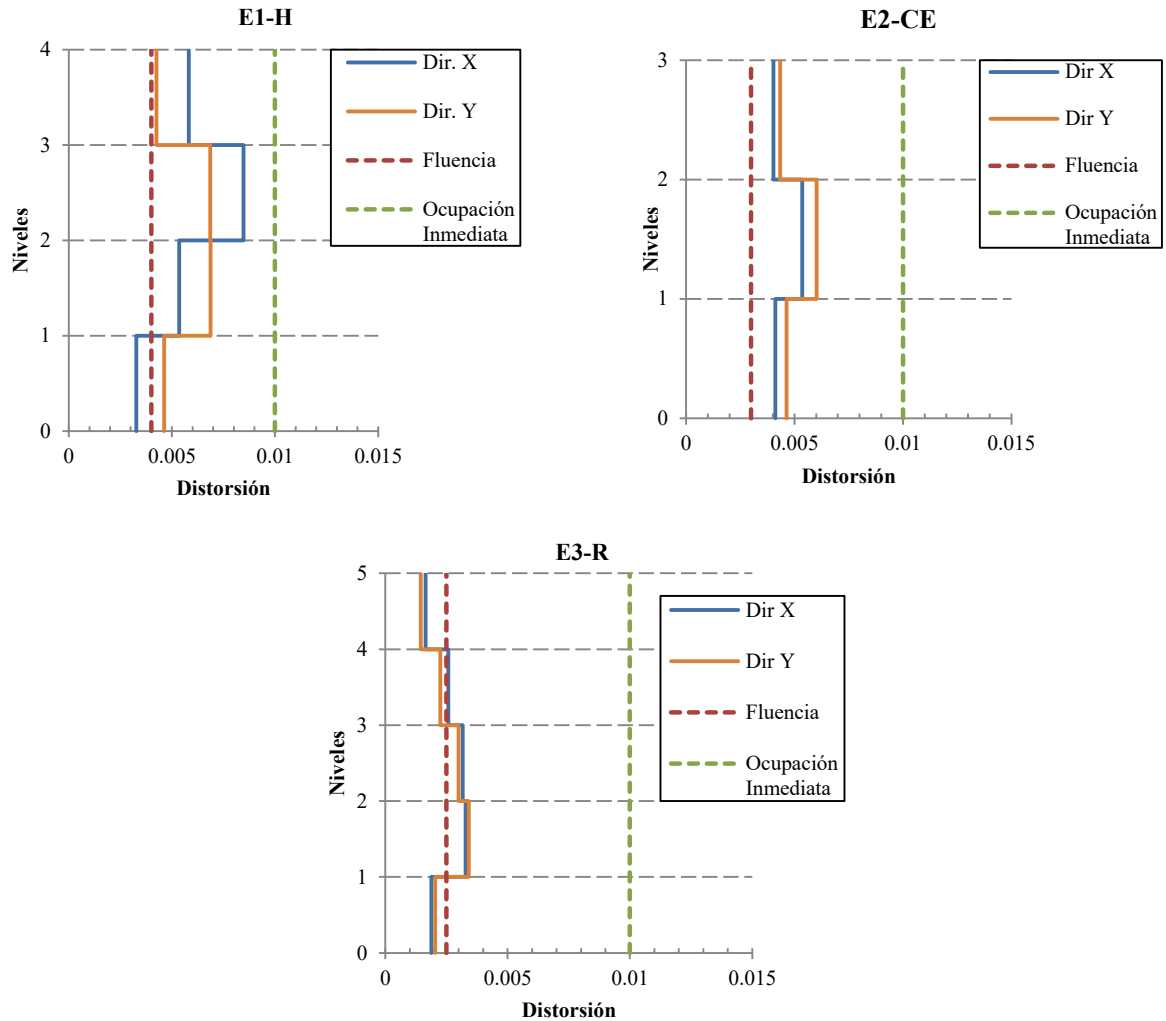 E1-H
4
3
2
1
0
Niveles
0
0.005
0.01
0.015
Distorsión
Dir. X
Dir. Y
Fluencia
Ocupación
Inmediata
E2-CE
3
2
1
0
Niveles
0
0.005
0.01
0.015
Distorsión
Dir X
Dir Y
Fluencia
Ocupación
Inmediata
E3-R
5
4
3
2
1
0
Niveles
0
0.005
0.01
0.015
Distorsión
Dir X
Dir Y
Fluencia
Ocupación
Inmediata